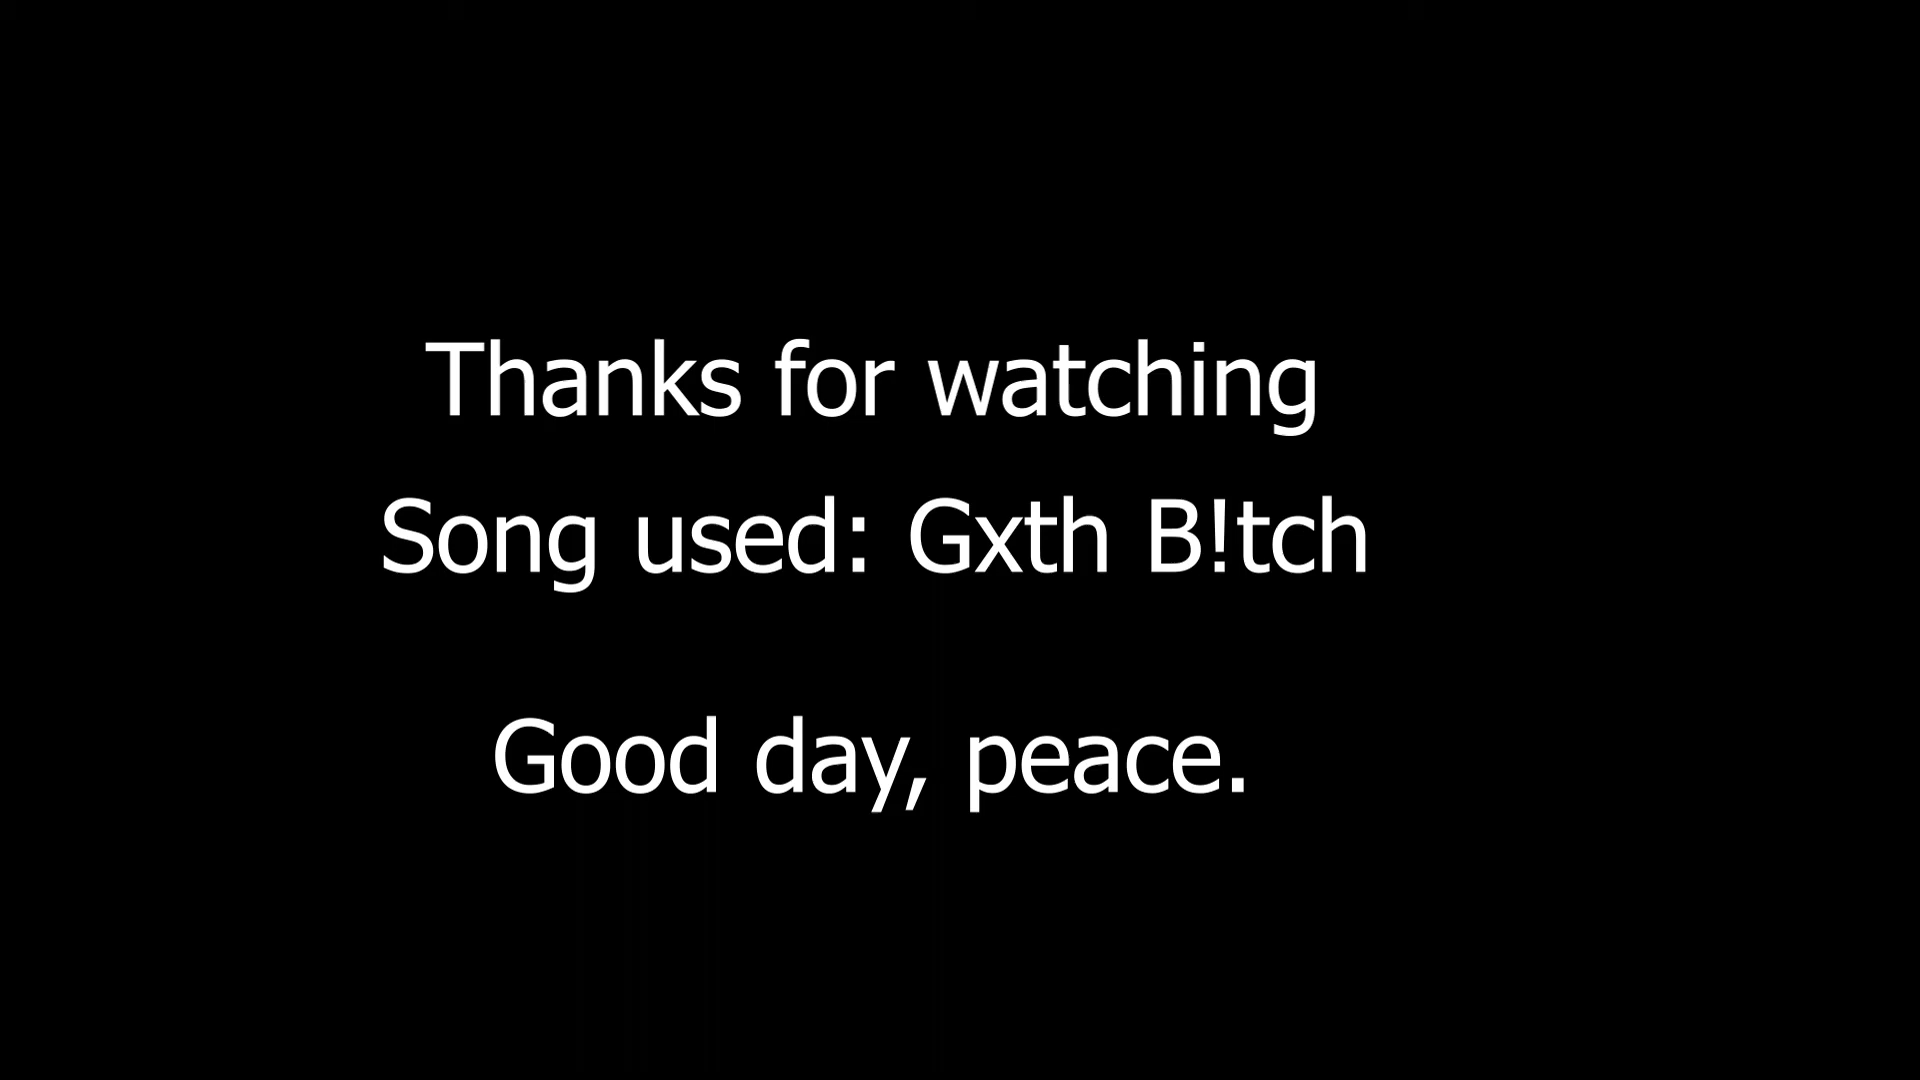 Thanks for watching
Song used: Gxth B!tch
Good day, peace.